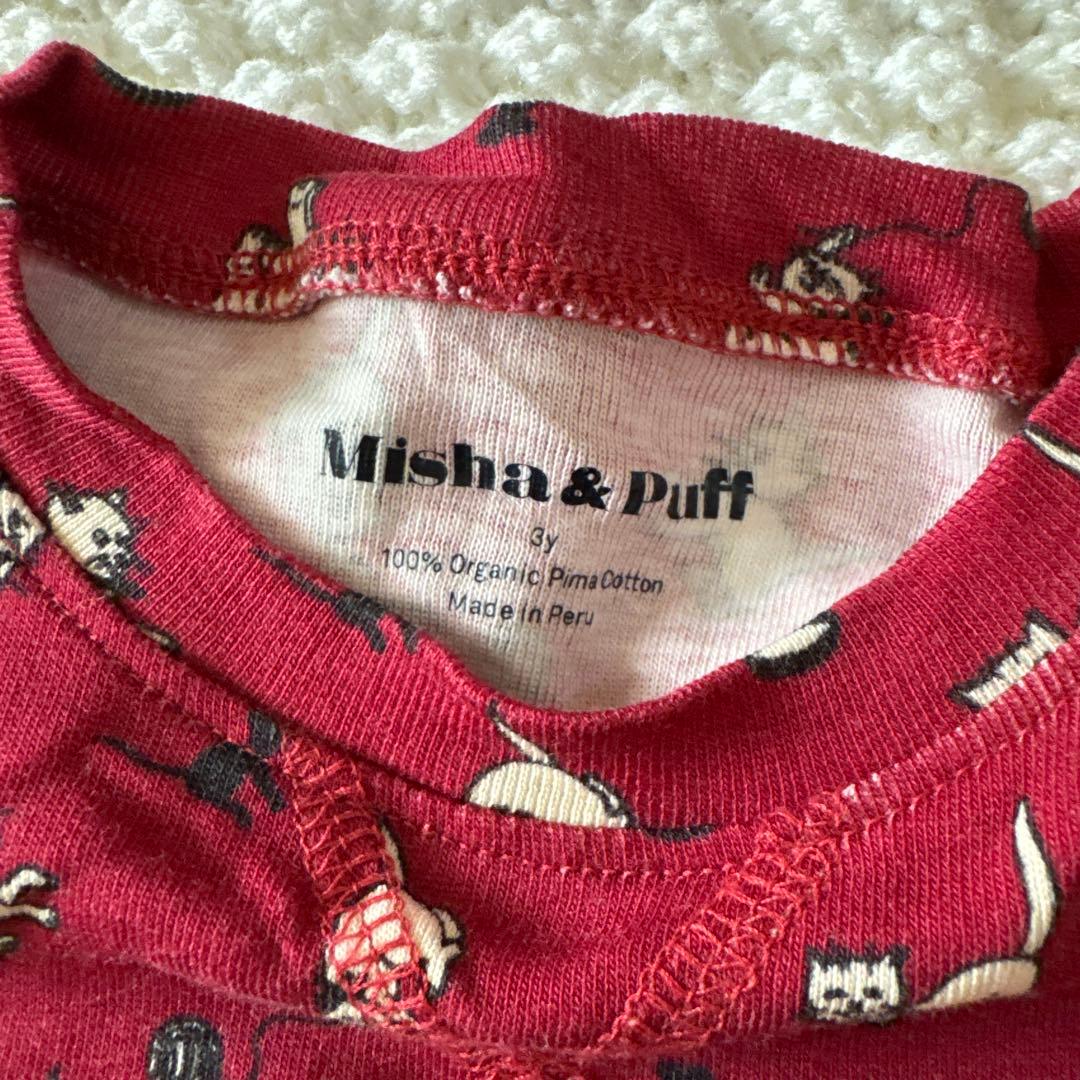 Misha & Puff
3y
100% Organic Pima Cotton
Made in Peru